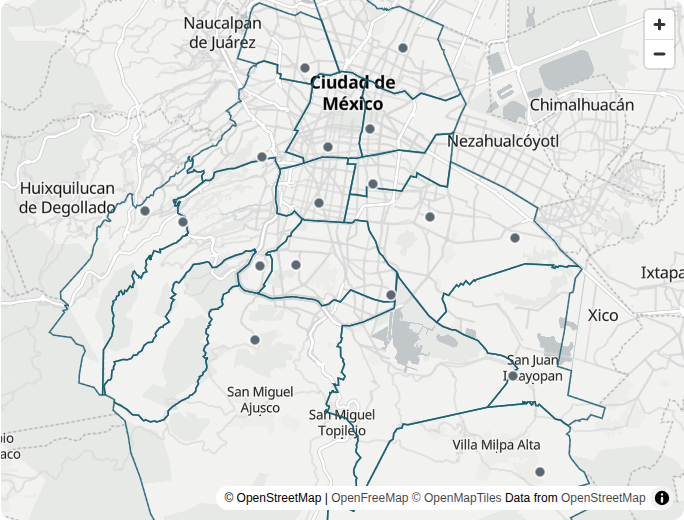 Naucalpan
de Juárez
+
−
Ciudad de
México
Chimalhuacán
Nezahualcóyotl
Huixquilucan
de Degollado
Ixtapa
Xico
San Juan
Ixtayopan
San Miguel
Ajusco
San Miguel
Topilejo
Villa Milpa Alta
aco
© OpenStreetMap | OpenFreeMap © OpenMapTiles Data from OpenStreetMap